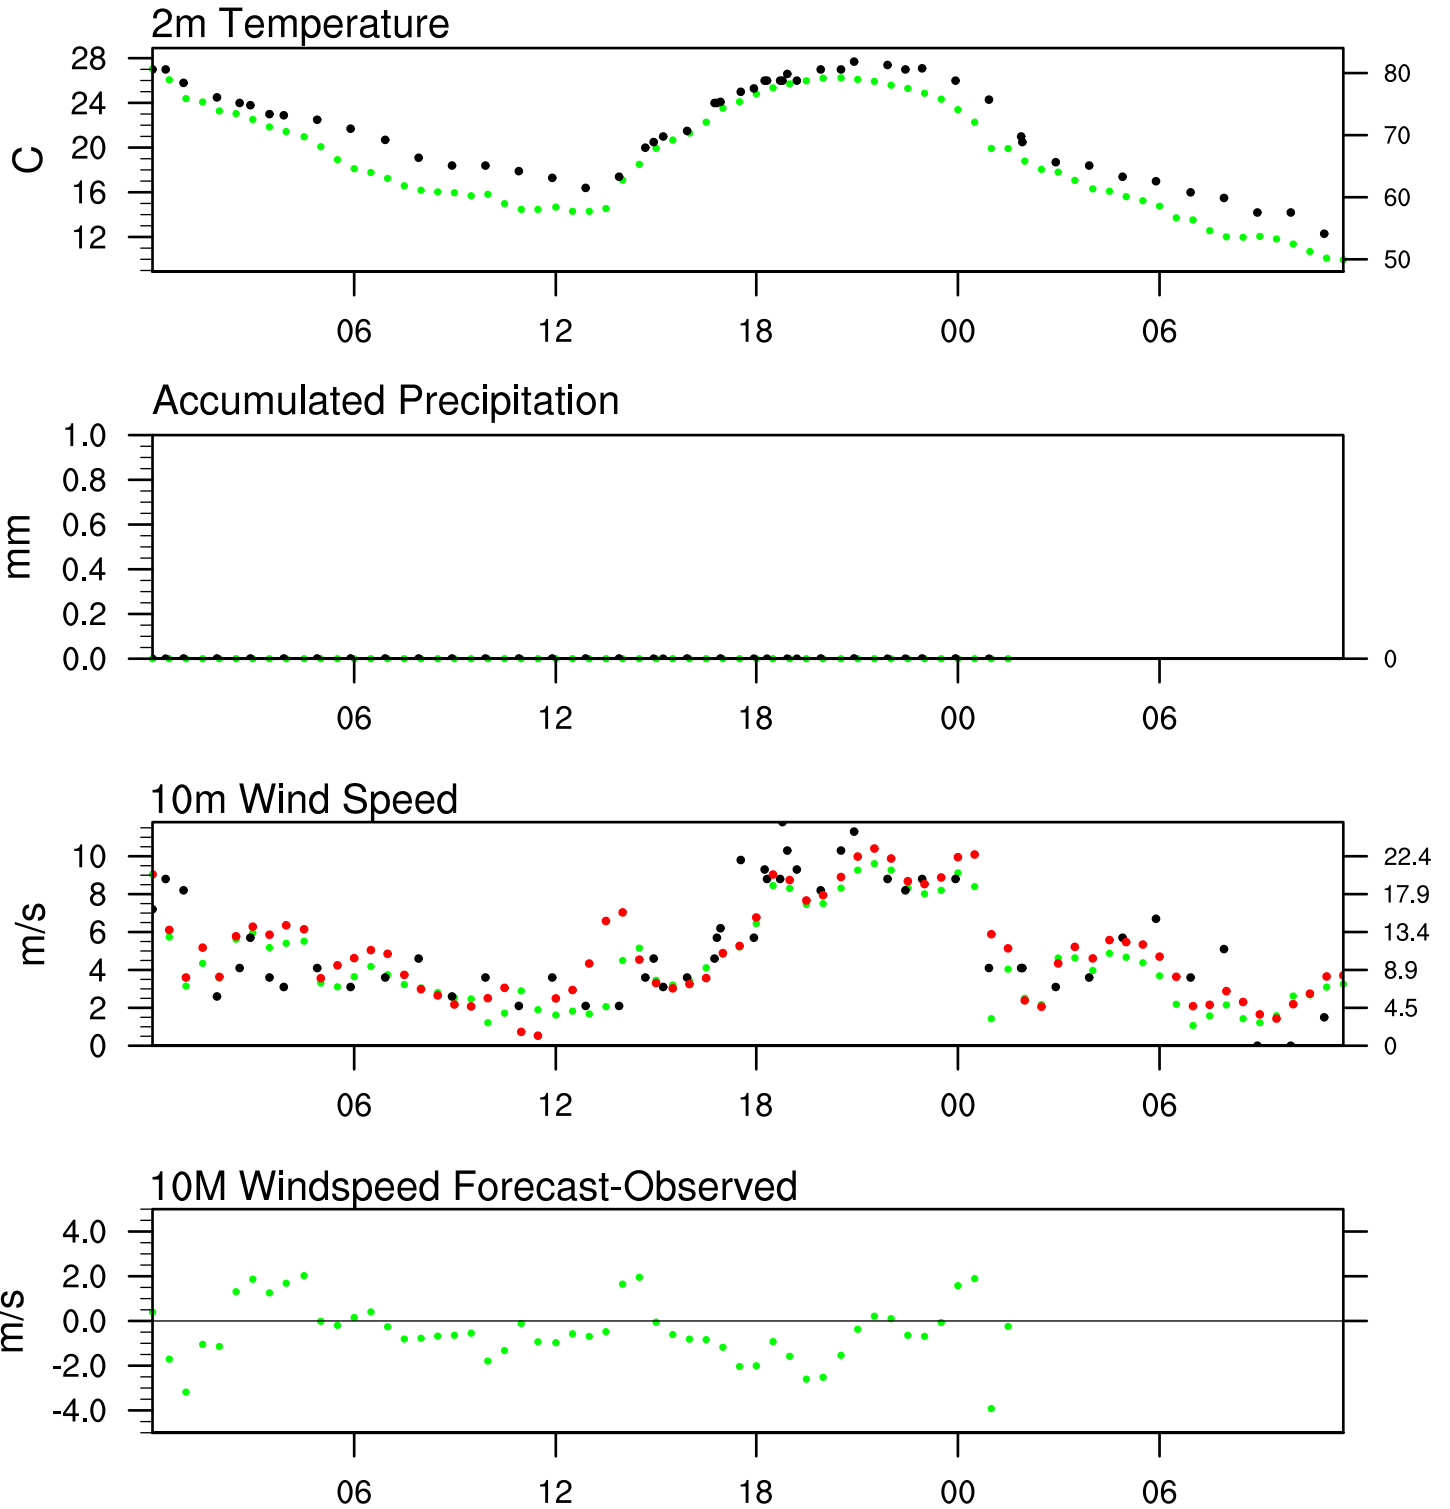 2m Temperature
28
24
20
16
12
C
80
70
60
50
06 12 18 00 06
Accumulated Precipitation
1.0
0.8
0.6
0.4
0.2
0.0
mm
0
06 12 18 00 06
10m Wind Speed
10
8
6
4
2
0
m/s
22.4
17.9
13.4
8.9
4.5
0
06 12 18 00 06
10M Windspeed Forecast-Observed
4.0
2.0
0.0
-2.0
-4.0
m/s
06 12 18 00 06